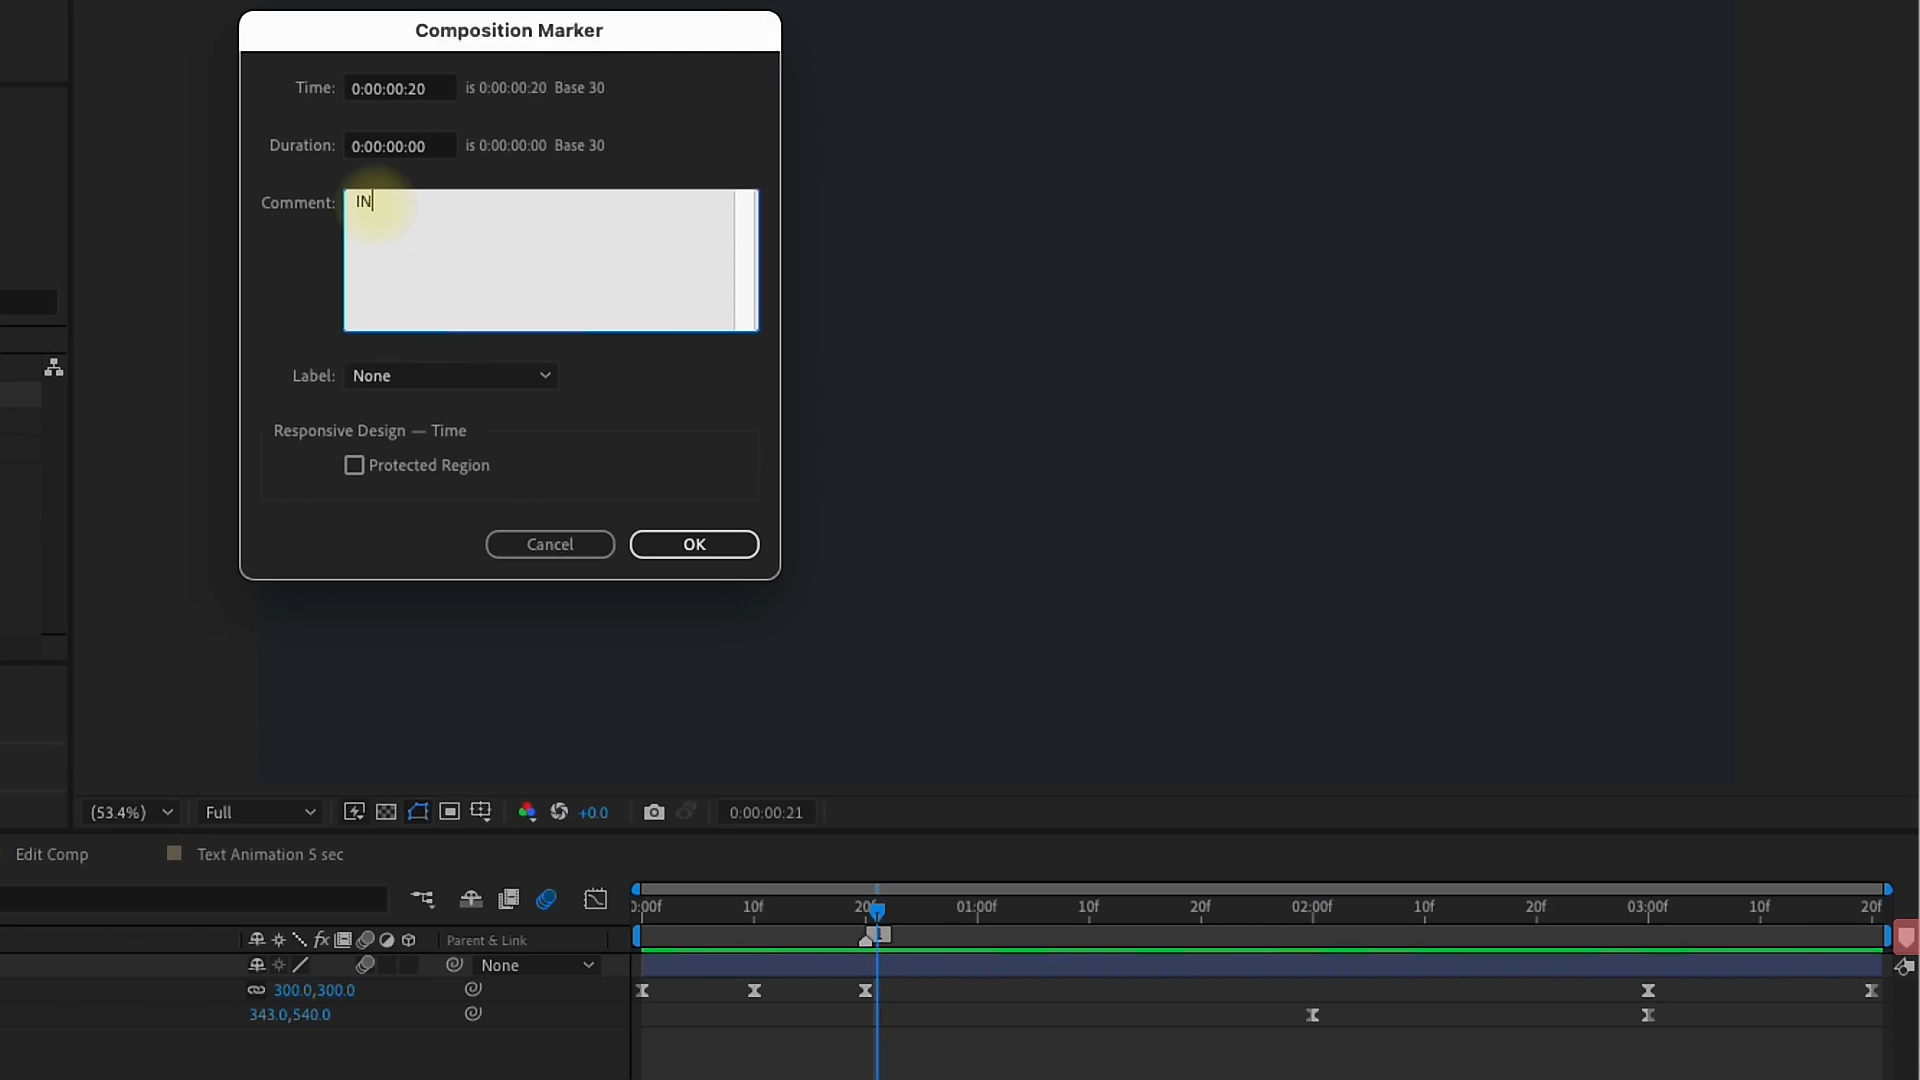 Composition Marker
Time: 0:00:00:20 is 0:00:00:20 Base 30
Duration: 0:00:00:00 is 0:00:00:00 Base 30
Comment: IN
Label: None
Responsive Design — Time
Protected Region
Cancel OK
(53.4%) Full +0.0 0:00:00:21
Edit Comp Text Animation 5 sec
0:00f 10f 20f 01:00f 10f 20f 02:00f 10f 20f 03:00f 10f 20f
fx Parent & Link 1
None
300.0,300.0
343.0,540.0